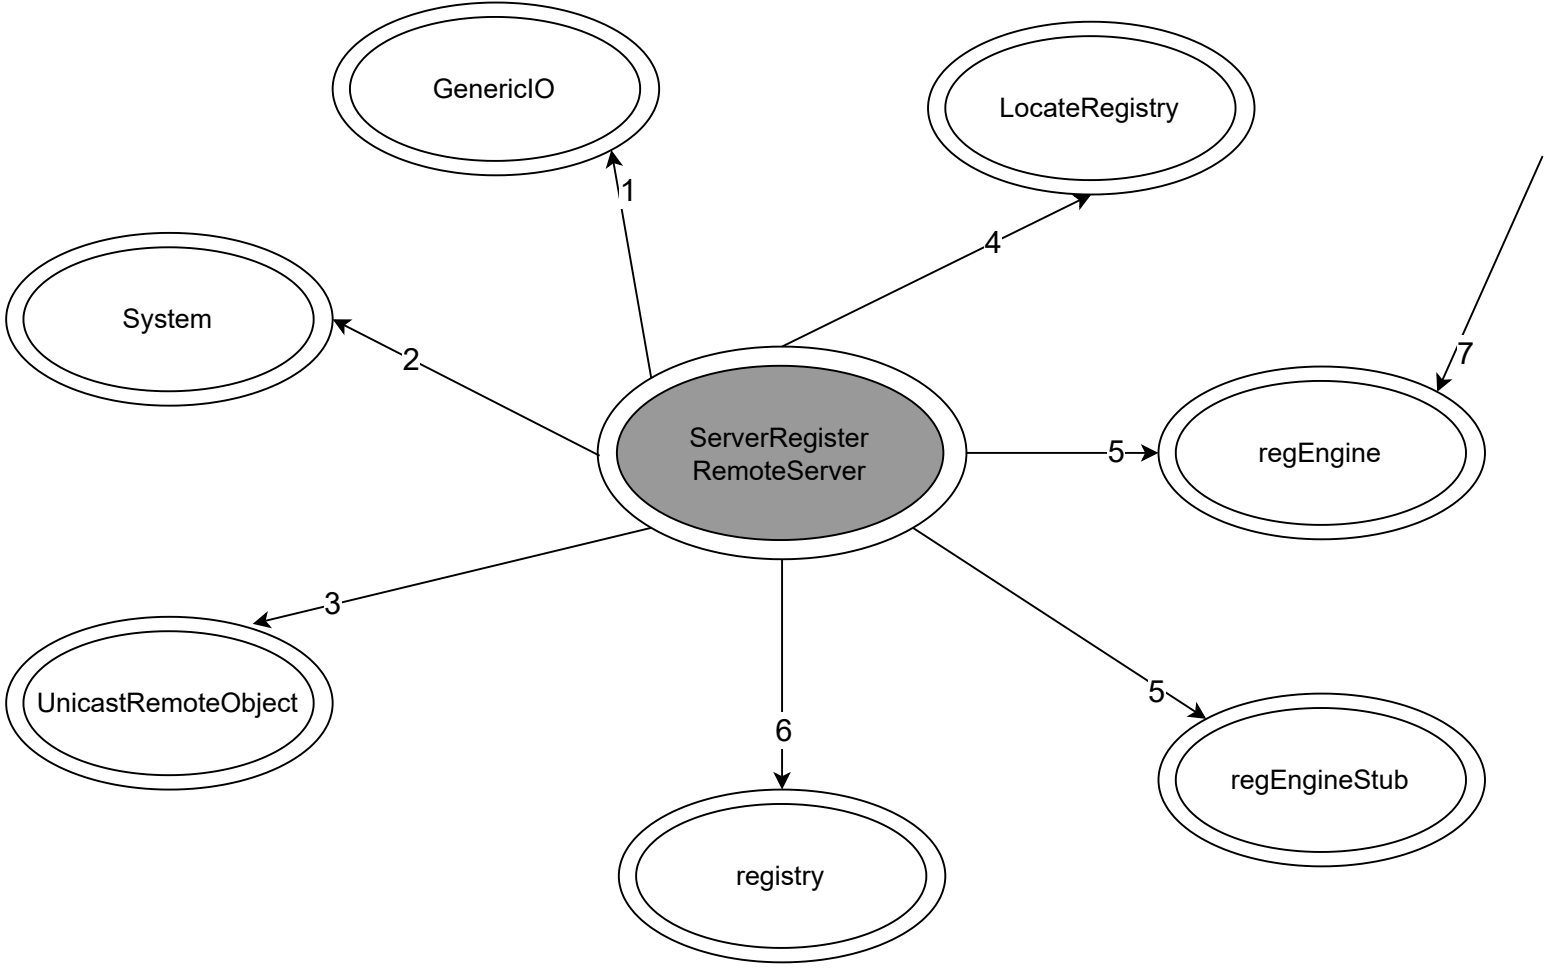 GenericIO
LocateRegistry
1
4
System
2
7
ServerRegister
RemoteServer
5
regEngine
3
UnicastRemoteObject
5
6
regEngineStub
registry